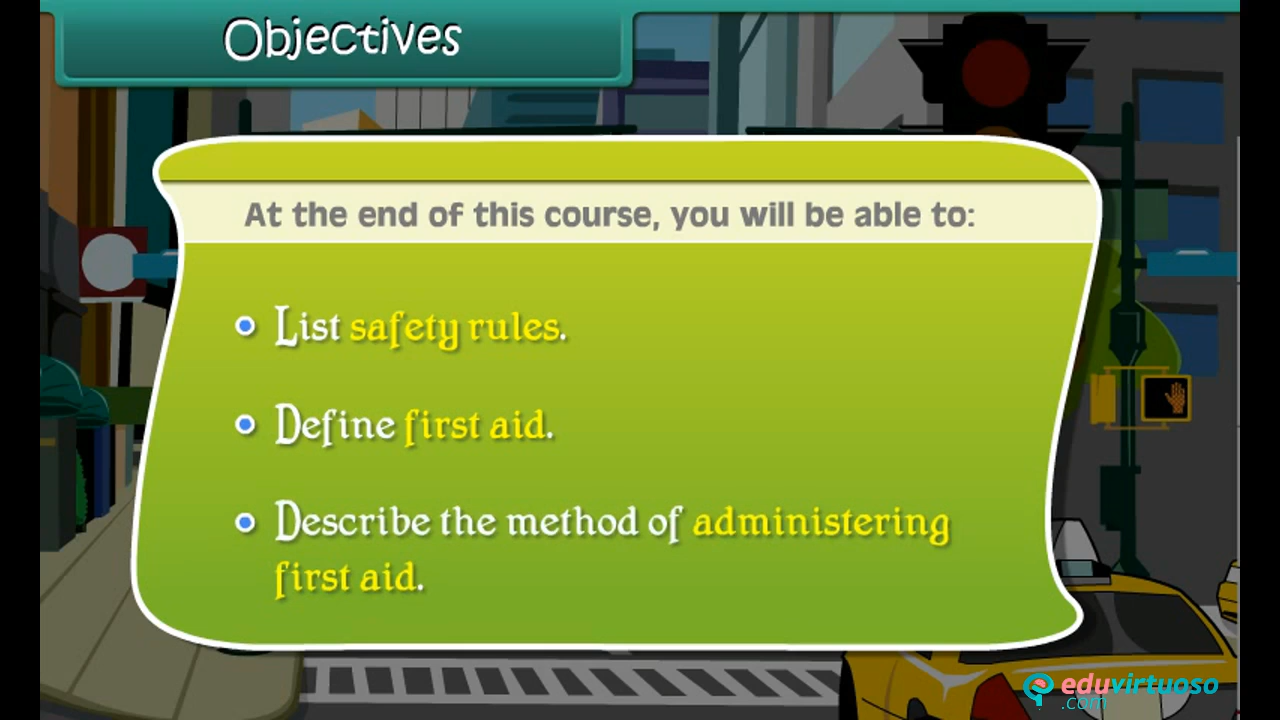 Objectives
At the end of this course, you will be able to:
List safety rules.
Define first aid.
Describe the method of administering
first aid.
eduvirtuoso
.com